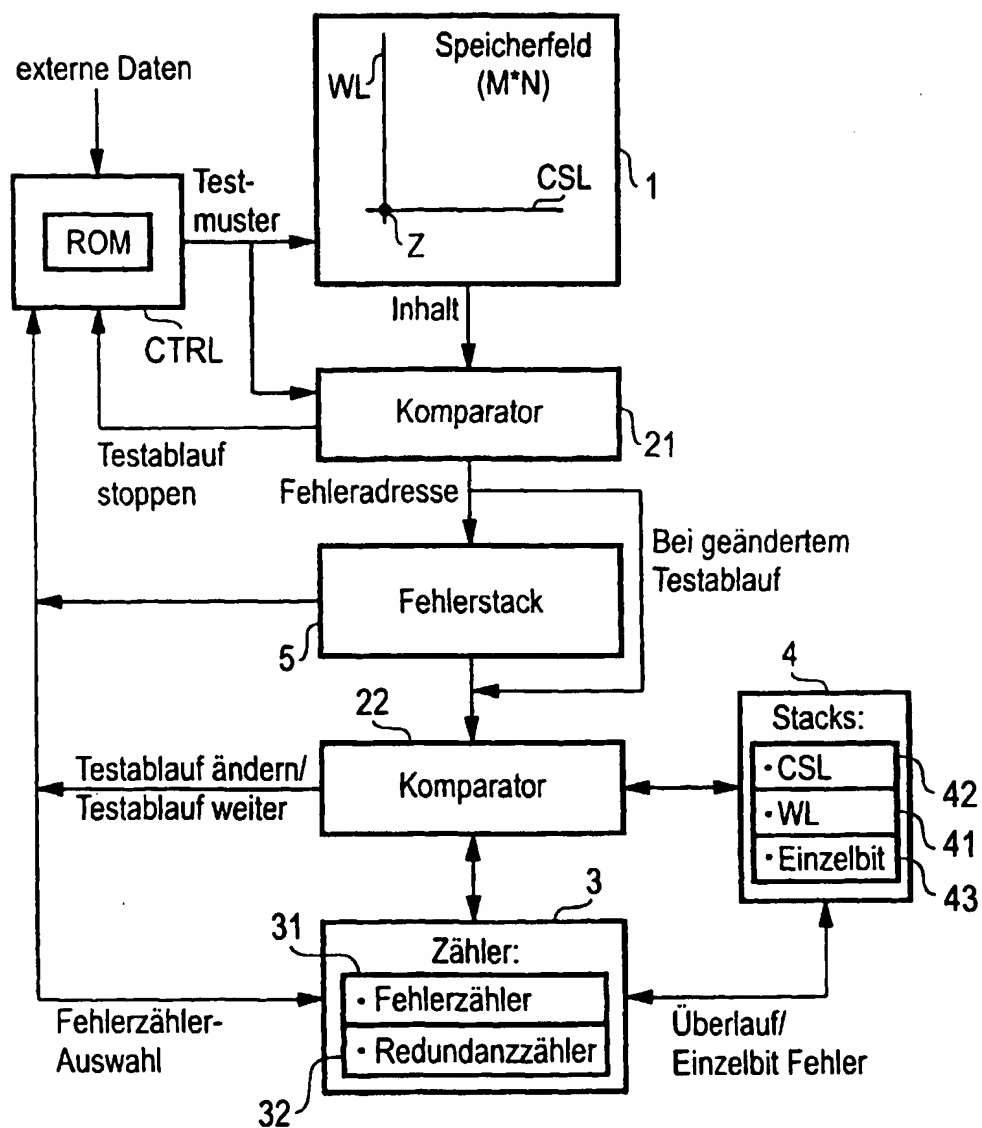 externe Daten
Speicherfeld
(M*N)
WL
CSL
Z
1
ROM
Test-
muster
CTRL
Inhalt
Komparator
21
Testablauf
stoppen
Fehleradresse
Bei geändertem
Testablauf
Fehlerstack
5
22
Komparator
Testablauf ändern/
Testablauf weiter
4
Stacks:
· CSL
42
· WL
41
· Einzelbit
43
3
31
Zähler:
· Fehlerzähler
· Redundanzzähler
32
Fehlerzähler-
Auswahl
Überlauf/
Einzelbit Fehler